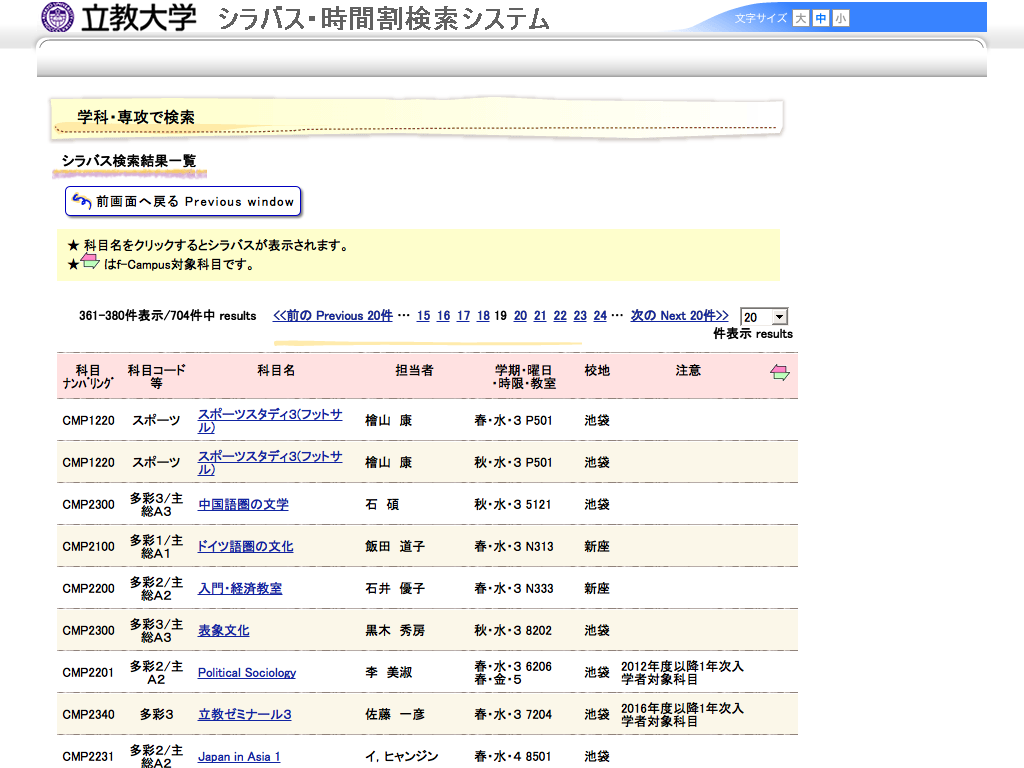 立教大学 シラバス・時間割検索システム 文字サイズ 大 中 小
学科・専攻で検索
シラバス検索結果一覧
前画面へ戻る Previous window
★ 科目名をクリックするとシラバスが表示されます。
★ はf-Campus対象科目です。
361-380件表示/704件中 results <<前の Previous 20件 … 15 16 17 18 19 20 21 22 23 24 … 次の Next 20件>> 20
件表示 results
科目 科目コード 科目名 担当者 学期・曜日 校地 注意
ナンバリング 等 ・時限・教室
CMP1220 スポーツ スポーツスタディ3(フットサ 檜山 康 春・水・3 P501 池袋
ル)
CMP1220 スポーツ スポーツスタディ3(フットサ 檜山 康 秋・水・3 P501 池袋
ル)
CMP2300 多彩3/主 中国語圏の文学 石 碩 秋・水・3 5121 池袋
総A3
CMP2100 多彩1/主 ドイツ語圏の文化 飯田 道子 春・水・3 N313 新座
総A1
CMP2200 多彩2/主 入門・経済教室 石井 優子 春・水・3 N333 新座
総A2
CMP2300 多彩3/主 表象文化 黒木 秀房 秋・水・3 8202 池袋
総A3
CMP2201 多彩2/主 Political Sociology 李 美淑 春・水・3 6206 池袋 2012年度以降1年次入
A2 春・金・5 学者対象科目
CMP2340 多彩3 立教ゼミナール3 佐藤 一彦 春・水・3 7204 池袋 2016年度以降1年次入
学者対象科目
CMP2231 多彩2/主 Japan in Asia 1 イ, ヒャンジン 春・水・4 8501 池袋
総A2